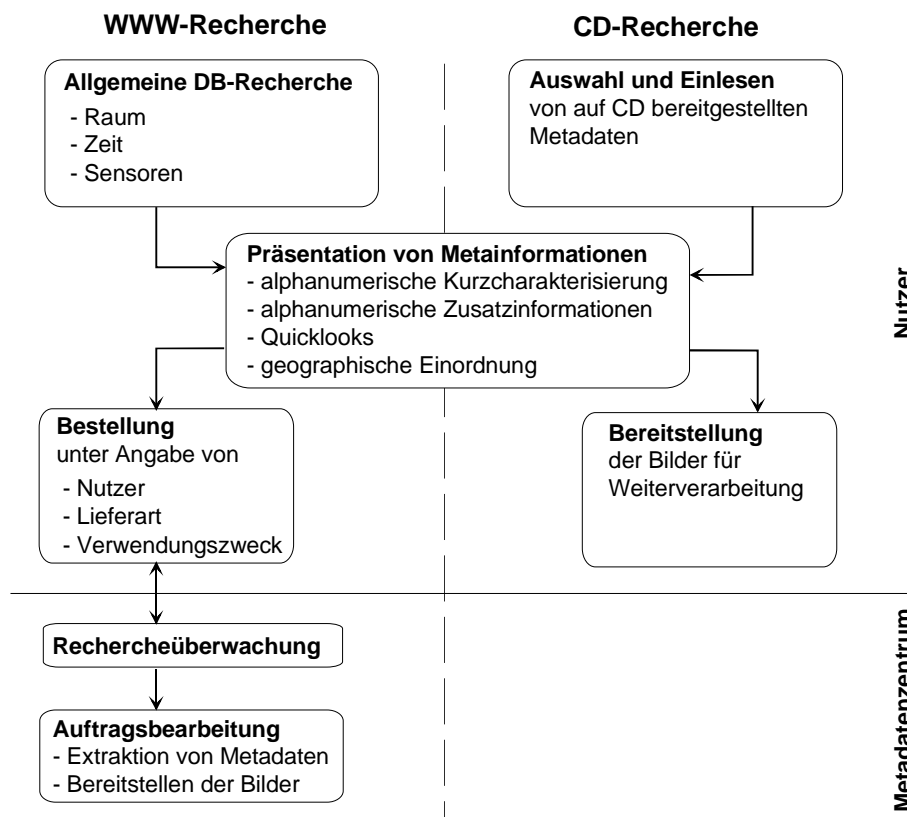 WWW-Recherche
CD-Recherche
Allgemeine DB-Recherche
- Raum
- Zeit
- Sensoren
Auswahl und Einlesen
von auf CD bereitgestellten
Metadaten
Präsentation von Metainformationen
- alphanumerische Kurzcharakterisierung
- alphanumerische Zusatzinformationen
- Quicklooks
- geographische Einordnung
Nutzer
Bestellung
unter Angabe von
- Nutzer
- Lieferart
- Verwendungszweck
Bereitstellung
der Bilder für
Weiterverarbeitung
Rechercheüberwachung
Auftragsbearbeitung
- Extraktion von Metadaten
- Bereitstellen der Bilder
Metadatenzentrum